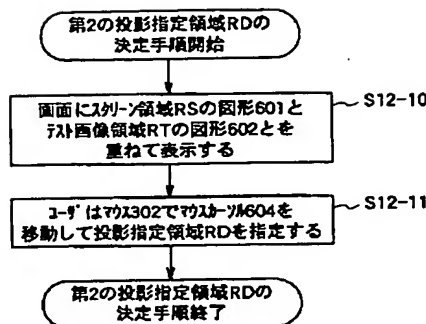 第2の投影指定領域RDの
決定手順開始
画面にスクリーン領域RSの図形601と
テスト画像領域RTの図形602とを
重ねて表示する
S12-10
ユーザはマウス302でマウスカーソル604を
移動して投影指定領域RDを指定する
S12-11
第2の投影指定領域RDの
決定手順終了